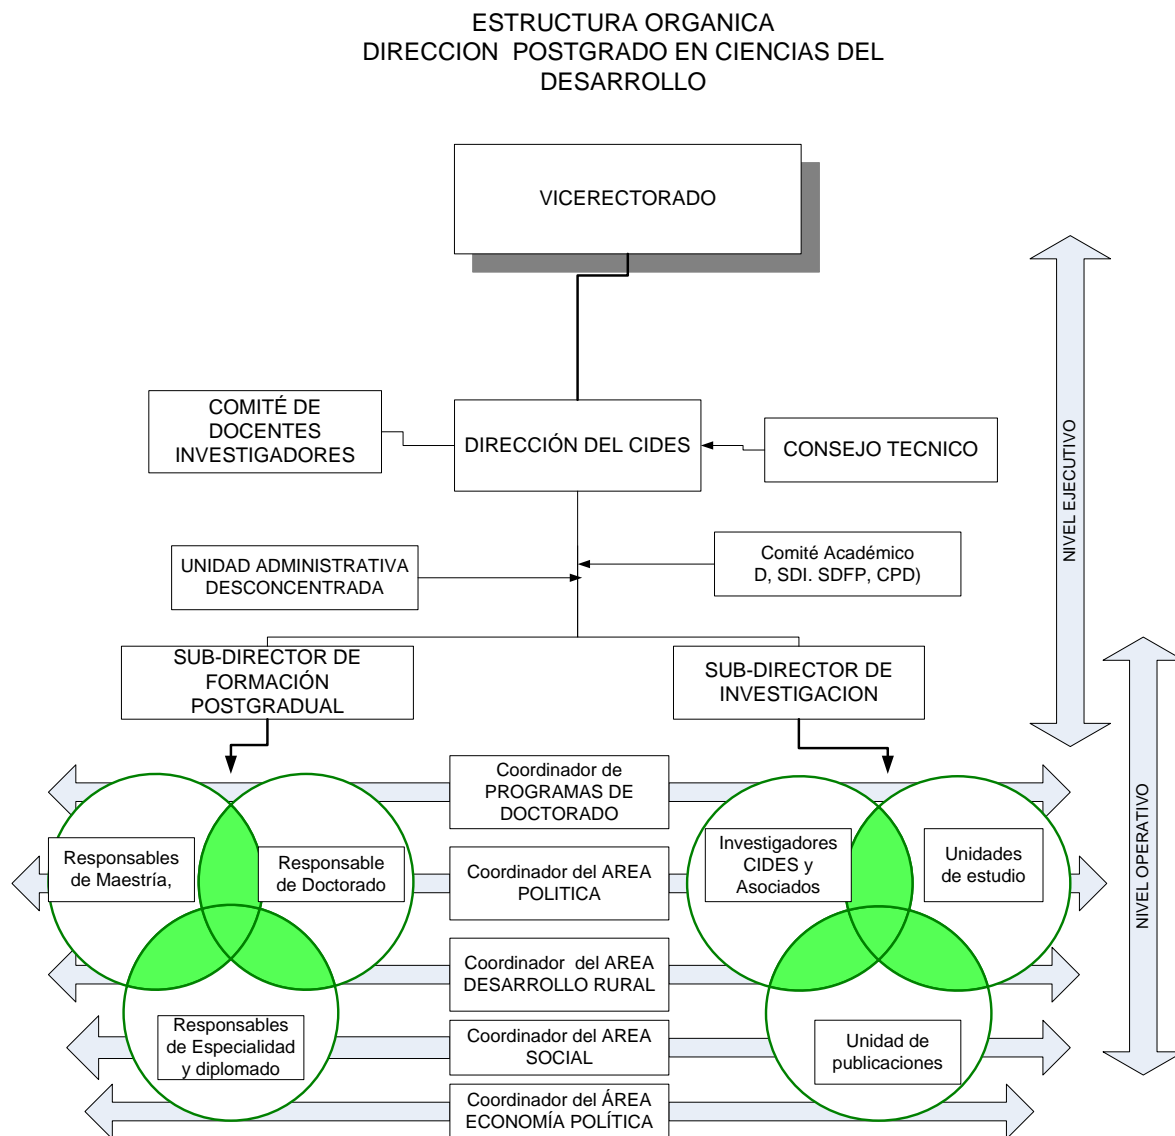 ESTRUCTURA ORGANICA
DIRECCION POSTGRADO EN CIENCIAS DEL
DESARROLLO
VICERECTORADO
COMITÉ DE
DOCENTES
INVESTIGADORES
DIRECCIÓN DEL CIDES
CONSEJO TECNICO
NIVEL EJECUTIVO
UNIDAD ADMINISTRATIVA
DESCONCENTRADA
Comité Académico
D, SDI. SDFP, CPD)
SUB-DIRECTOR DE
FORMACIÓN
POSTGRADUAL
SUB-DIRECTOR DE
INVESTIGACION
NIVEL OPERATIVO
Coordinador de
PROGRAMAS DE
DOCTORADO
Responsables
de Maestría,
Responsable
de Doctorado
Coordinador del AREA
POLITICA
Investigadores
CIDES y
Asociados
Unidades
de estudio
Coordinador del AREA
DESARROLLO RURAL
Responsables
de Especialidad
y diplomado
Coordinador del AREA
SOCIAL
Unidad de
publicaciones
Coordinador del ÁREA
ECONOMÍA POLÍTICA